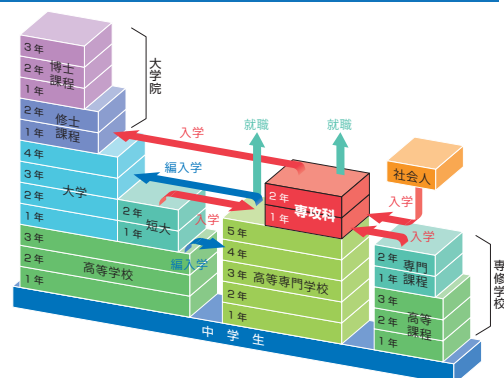 3年
2年
1年
博士
課程
2年
1年
修士
課程
大学院
4年
3年
2年
1年
大学
2年
1年
短大
3年
2年
1年
高等学校
入学
編入学
入学
編入学
就職
就職
2年
1年
専攻科
5年
4年
3年
2年
1年
高等専門学校
社会人
入学
入学
2年
1年
専門
課程
3年
2年
1年
高等
課程
専修学校
中学生